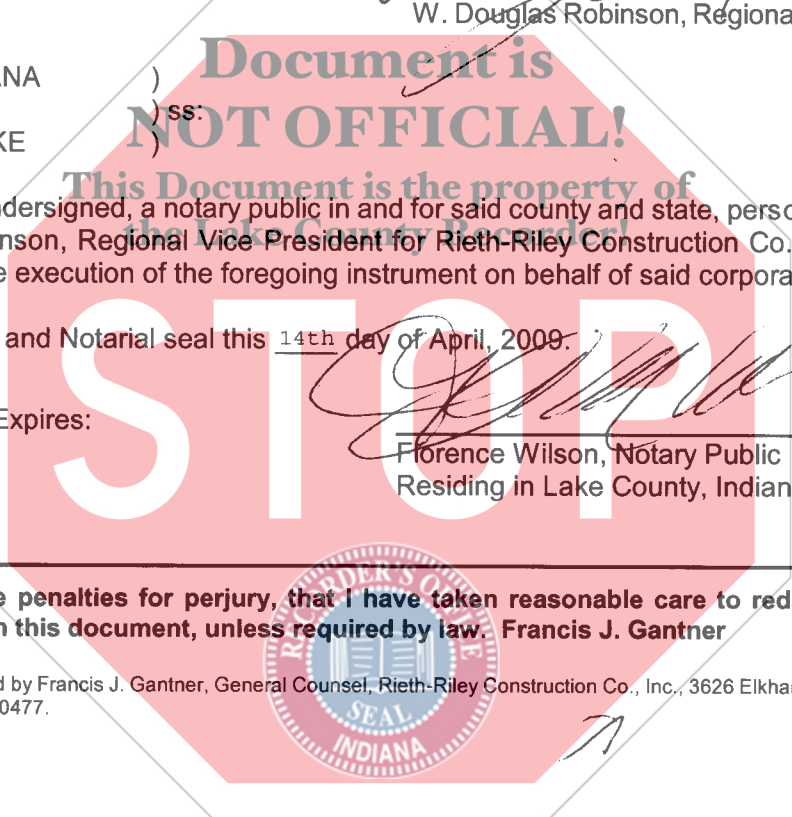 W. Douglas Robinson, Regiona
Document is
ANA )
) ss:
NOT OFFICIAL!
KE )
This Document is the property of
ndersigned, a notary public in and for said county and state, perso
the Lake County Recorder!
nson, Regional Vice President for Rieth-Riley Construction Co.
e execution of the foregoing instrument on behalf of said corpora
STOP
and Notarial seal this 14th day of April, 2009.
Expires:
Florence Wilson, Notary Public
Residing in Lake County, Indian
e penalties for perjury, that I have taken reasonable care to red
n this document, unless required by law. Francis J. Gantner
d by Francis J. Gantner, General Counsel, Rieth-Riley Construction Co., Inc., 3626 Elkha
0477.
RECORDER'S OFFICE
SEAL
INDIANA